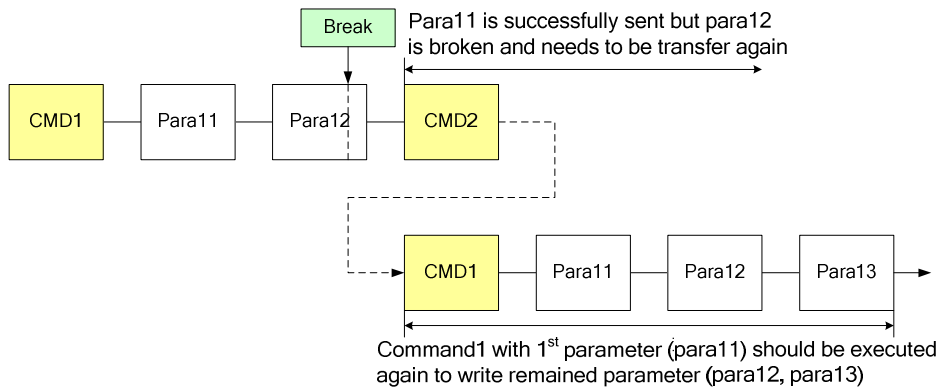 Break
Para11 is successfully sent but para12
is broken and needs to be transfer again
CMD1 Para11 Para12 CMD2
CMD1 Para11 Para12 Para13
Command1 with 1st parameter (para11) should be executed
again to write remained parameter (para12, para13)